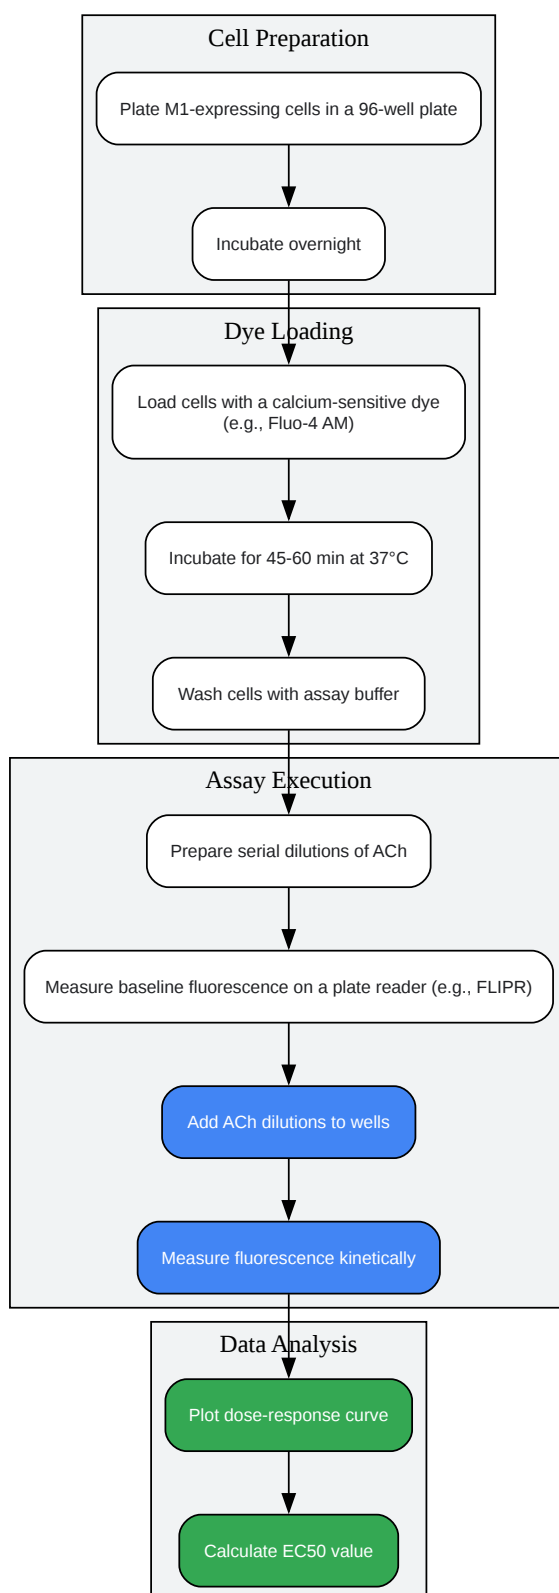 Cell Preparation
Plate M1-expressing cells in a 96-well plate
Incubate overnight
Dye Loading
Load cells with a calcium-sensitive dye
(e.g., Fluo-4 AM)
Incubate for 45-60 min at 37°C
Wash cells with assay buffer
Assay Execution
Prepare serial dilutions of ACh
Measure baseline fluorescence on a plate reader (e.g., FLIPR)
Add ACh dilutions to wells
Measure fluorescence kinetically
Data Analysis
Plot dose-response curve
Calculate EC50 value